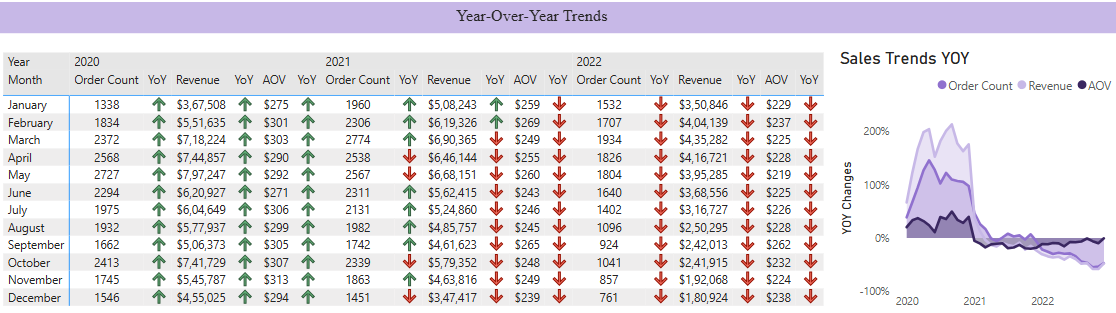 Year-Over-Year Trends
Year 2020 2021 2022
Month Order Count YoY Revenue YoY AOV YoY Order Count YoY Revenue YoY AOV YoY Order Count YoY Revenue YoY AOV YoY
January 1338 $3,67,508 $275 1960 $5,08,243 $259 1532 $3,50,846 $229
February 1834 $5,51,635 $301 2306 $6,19,326 $269 1707 $4,04,139 $237
March 2372 $7,18,224 $303 2774 $6,90,365 $249 1934 $4,35,282 $225
April 2568 $7,44,857 $290 2538 $6,46,144 $255 1826 $4,16,721 $228
May 2727 $7,97,247 $292 2567 $6,68,151 $260 1804 $3,95,285 $219
June 2294 $6,20,927 $271 2311 $5,62,415 $243 1640 $3,68,556 $225
July 1975 $6,04,649 $306 2131 $5,24,860 $246 1402 $3,16,727 $226
August 1932 $5,77,937 $299 1982 $4,85,757 $245 1096 $2,50,295 $228
September 1662 $5,06,373 $305 1742 $4,61,623 $265 924 $2,42,013 $262
October 2413 $7,41,729 $307 2339 $5,79,352 $248 1041 $2,41,915 $232
November 1745 $5,45,787 $313 1863 $4,63,816 $249 857 $1,92,068 $224
December 1546 $4,55,025 $294 1451 $3,47,417 $239 761 $1,80,924 $238
Sales Trends YOY
Order Count Revenue AOV
YOY Changes
200%
100%
0%
-100%
2020 2021 2022